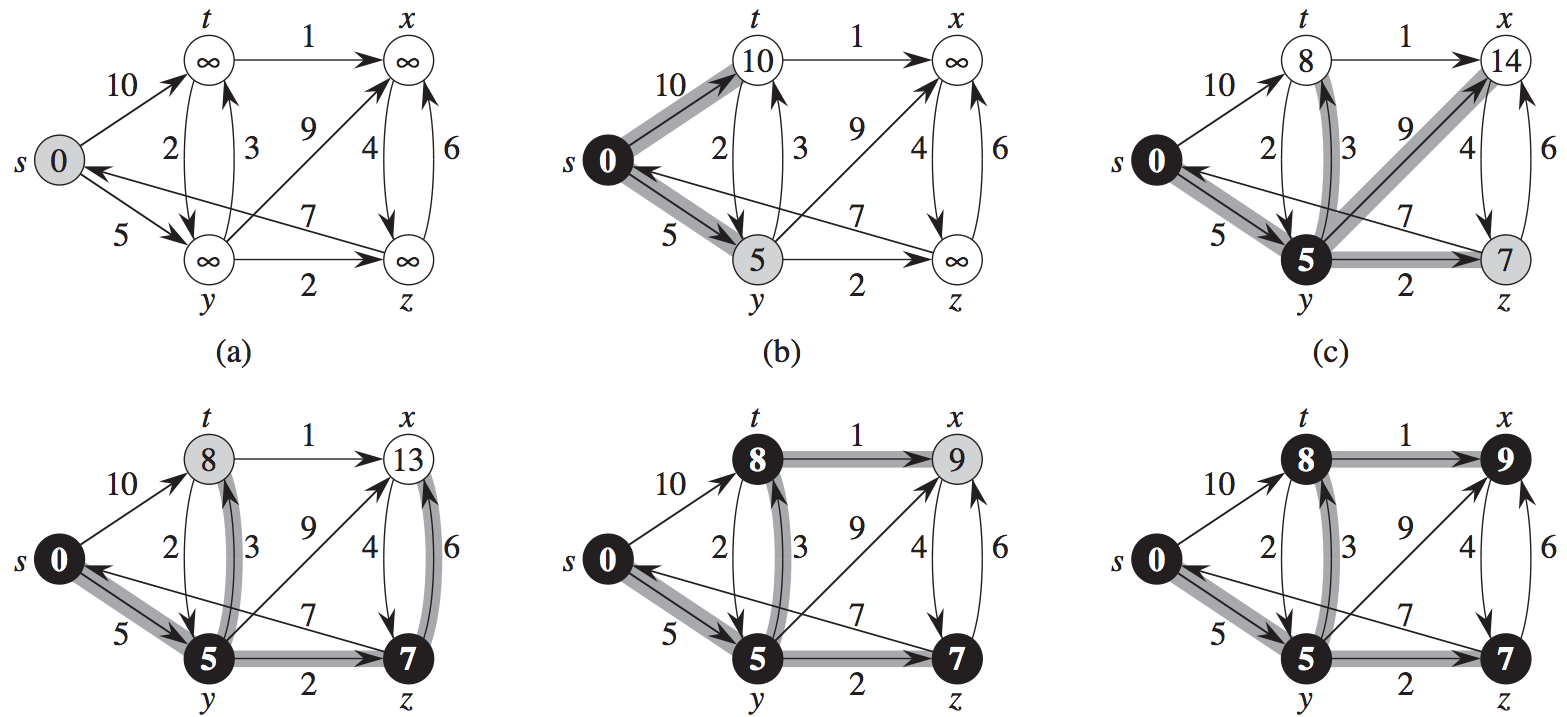 t x t x t x
1 1 1
∞ ∞ 10 ∞ 8 14
10 10 10
2 3 9 4 6 2 3 9 4 6 2 3 9 4 6
s 0 s 0 s 0
5 7 5 7 5 7
∞ ∞ 5 ∞ 5 7
2 2 2
y z y z y z
(a) (b) (c)
t x t x t x
1 1 1
8 13 8 9 8 9
10 10 10
2 3 9 4 6 2 3 9 4 6 2 3 9 4 6
s 0 s 0 s 0
5 7 5 7 5 7
5 7 5 7 5 7
2 2 2
y z y z y z